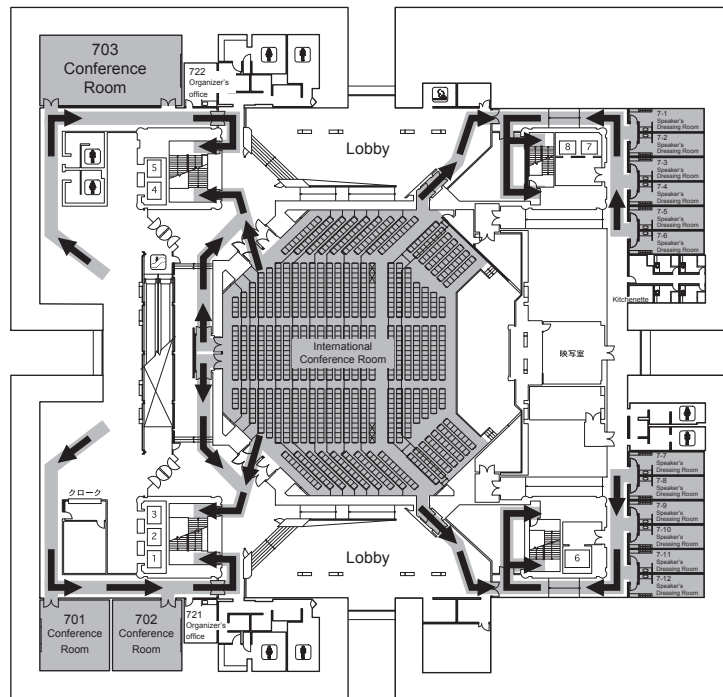 703
Conference
Room
722
Organizer's
office
Lobby
5
4
8
7
7-1
Speaker's
Dressing Room
7-2
Speaker's
Dressing Room
7-3
Speaker's
Dressing Room
7-4
Speaker's
Dressing Room
7-5
Speaker's
Dressing Room
7-6
Speaker's
Dressing Room
Kitchenette
International
Conference Room
映写室
クローク
3
2
1
6
7-7
Speaker's
Dressing Room
7-8
Speaker's
Dressing Room
7-9
Speaker's
Dressing Room
7-10
Speaker's
Dressing Room
7-11
Speaker's
Dressing Room
7-12
Speaker's
Dressing Room
Lobby
701
Conference
Room
702
Conference
Room
721
Organizer's
office